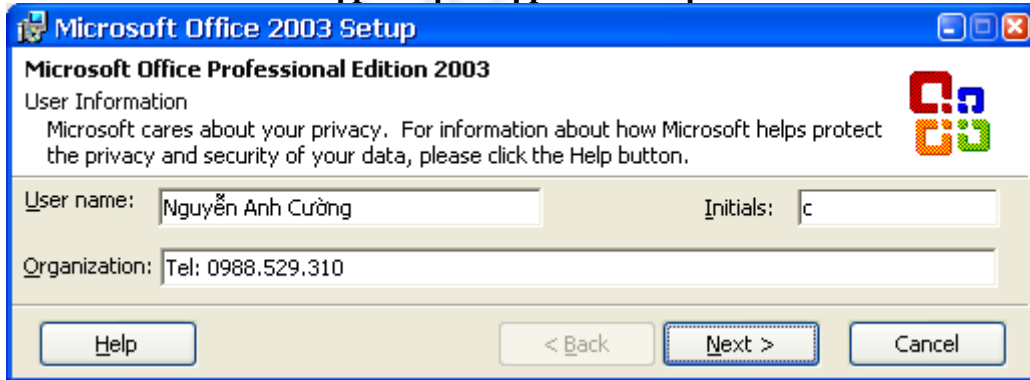 Microsoft Office 2003 Setup
Microsoft Office Professional Edition 2003
User Information
Microsoft cares about your privacy. For information about how Microsoft helps protect
the privacy and security of your data, please click the Help button.
User name: Nguyễn Anh Cường Initials: c
Organization: Tel: 0988.529.310
Help < Back Next > Cancel